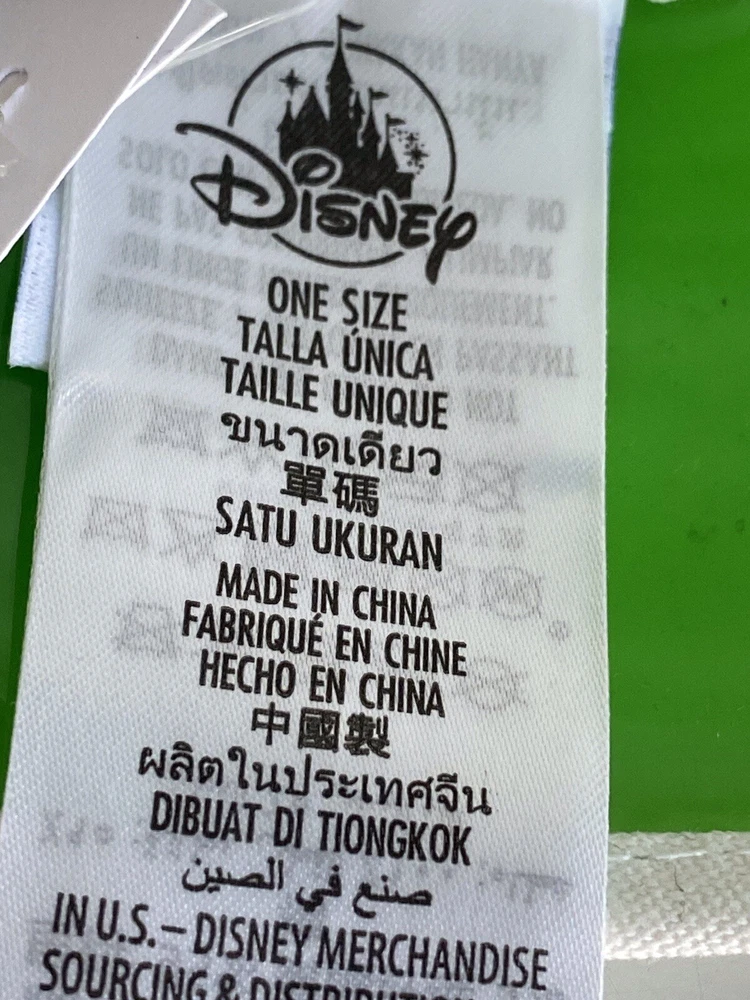 Disney
ONE SIZE
TALLA ÚNICA
TAILLE UNIQUE
ขนาดเดียว
單碼
SATU UKURAN
MADE IN CHINA
FABRIQUÉ EN CHINE
HECHO EN CHINA
中國製
ผลิตในประเทศจีน
DIBUAT DI TIONGKOK
صنع في الصين
IN U.S.– DISNEY MERCHANDISE
SOURCING &